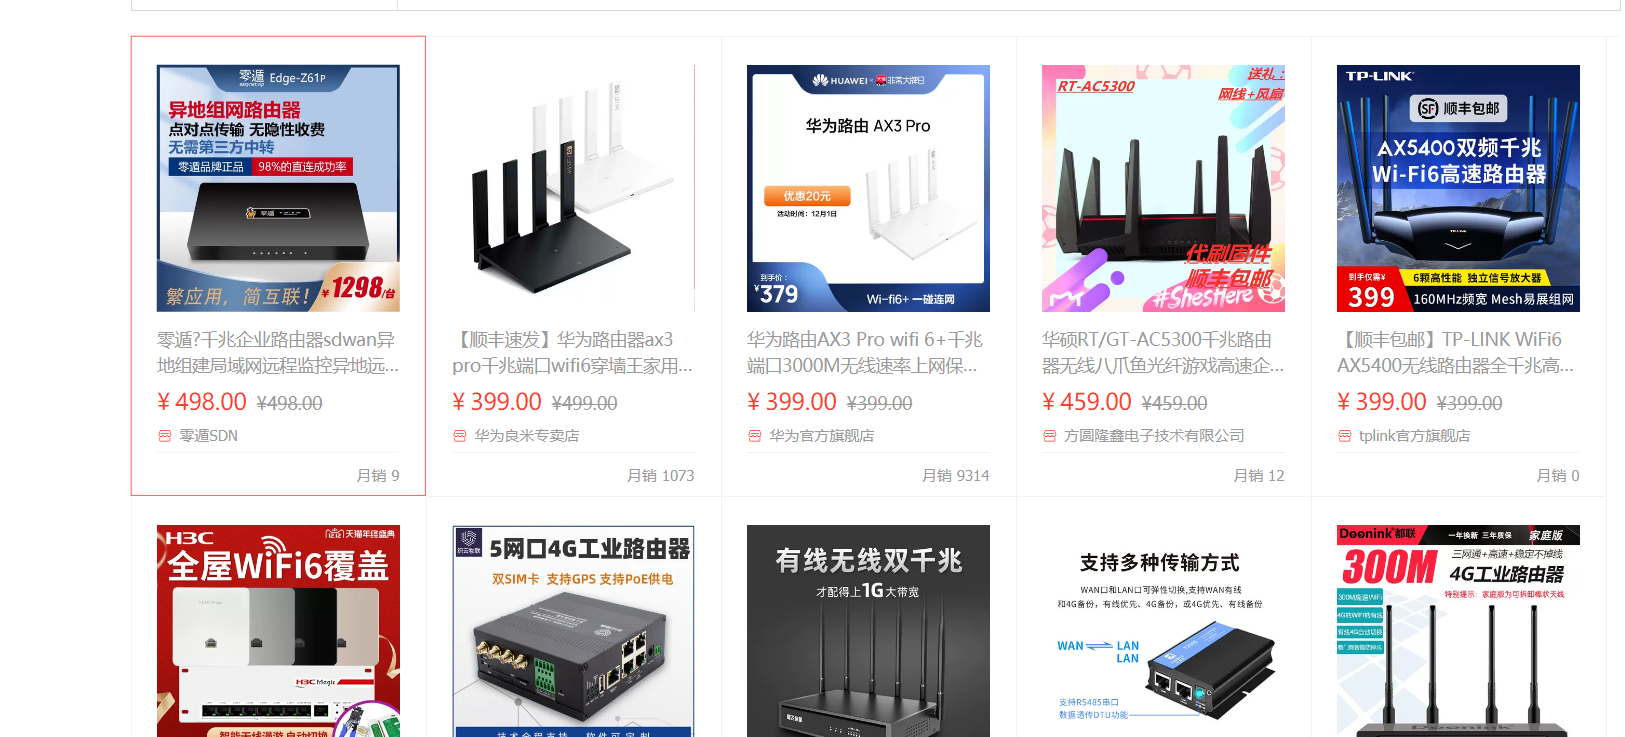 零遁 Edge-Z61P
easynet.vip
异地组网路由器
点对点传输 无隐性收费
无需第三方中转
零遁品牌正品 98%的直连成功率
零遁
繁应用，简互联！
¥1298/台
零遁?千兆企业路由器sdwan异
地组建局域网远程监控异地远...
¥ 498.00 ¥498.00
零遁SDN
月销 9
【顺丰速发】华为路由器ax3
pro千兆端口wifi6穿墙王家用...
¥ 399.00 ¥499.00
华为良米专卖店
月销 1073
HUAWEI × 非常大牌日
华为路由 AX3 Pro
优惠20元
活动时间：12月1日
到手价：
¥379
Wi-fi6+ 一碰连网
华为路由AX3 Pro wifi 6+千兆
端口3000M无线速率上网保...
¥ 399.00 ¥399.00
华为官方旗舰店
月销 9314
RT-AC5300
送礼：
网线+风扇
代刷固件
顺丰包邮
#SheIsHere
华硕RT/GT-AC5300千兆路由
器无线八爪鱼光纤游戏高速企...
¥ 459.00 ¥459.00
方圆隆鑫电子技术有限公司
月销 12
TP-LINK
SF 顺丰包邮
AX5400双频千兆
Wi-Fi6高速路由器
到手仅需¥
399
6颗高性能 独立信号放大器
160MHz频宽 Mesh易展组网
【顺丰包邮】TP-LINK WiFi6
AX5400无线路由器全千兆高...
¥ 399.00 ¥399.00
tplink官方旗舰店
月销 0
H3C
天猫年终盛典
全屋WiFi6覆盖
H3C Magic
智能无线漫游 自动切换
5网口4G工业路由器
双SIM卡 支持GPS 支持PoE供电
技术全程支持 软件可定制
有线无线双千兆
才配得上1G大带宽
支持多种传输方式
WAN口和LAN口可弹性切换,支持WAN有线
和4G备份，有线优先、4G备份，或4G优先、有线备份
WAN LAN
LAN
支持RS485串口
数据透传DTU功能
Doonink 都联
一年换新 三年质保 家庭版
300M
三网通+高速+稳定不掉线
4G工业路由器
特别提示：家庭版为可拆卸棒状天线
300M高速WiFi
4G转WIFI转有线
有线4G自动切换
Doonink